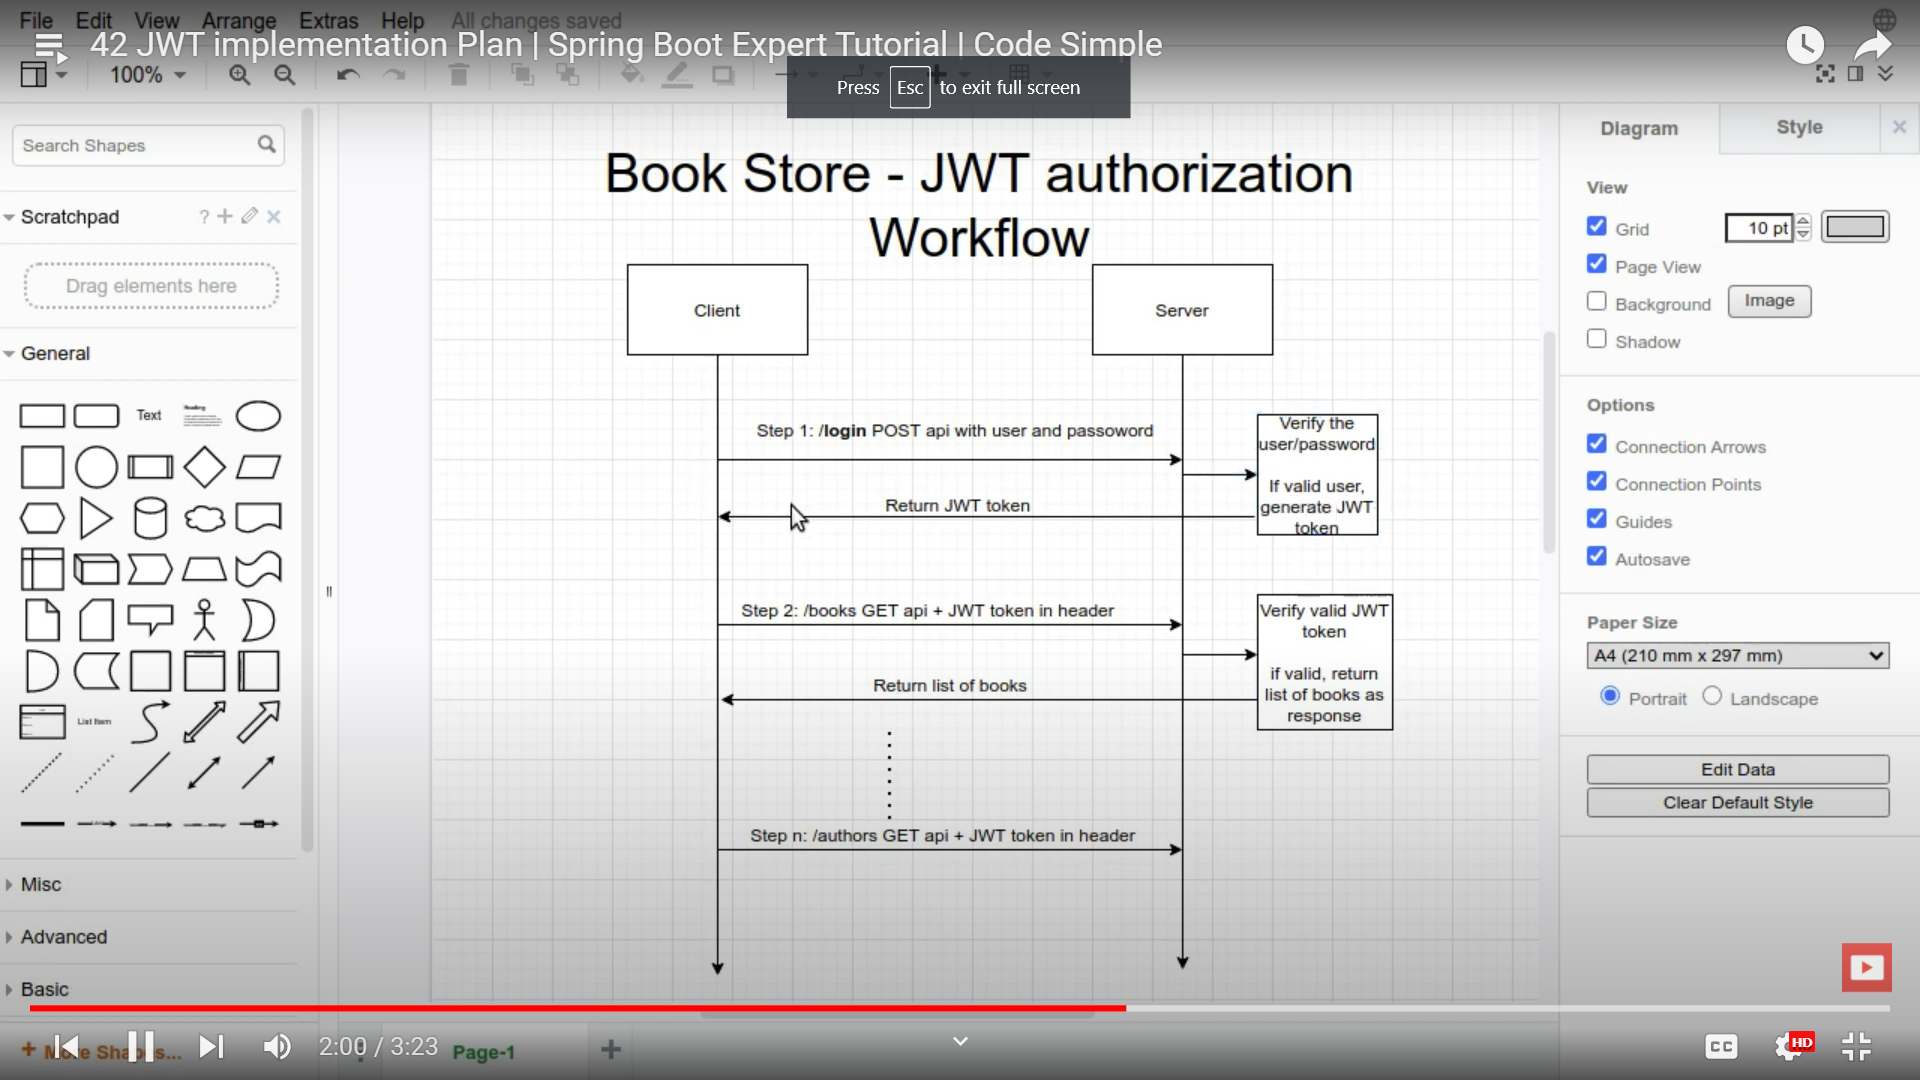 File Edit View Arrange Extras Help All changes saved
42 JWT implementation Plan | Spring Boot Expert Tutorial | Code Simple
100%
Press Esc to exit full screen
Search Shapes
Scratchpad
?
Drag elements here
General
Text
Heading
List Item
Misc
Advanced
Basic
+ More Shapes...
Page-1
Book Store - JWT authorization
Workflow
Client
Server
Step 1: /login POST api with user and passoword
Verify the
user/password
If valid user,
generate JWT
token
Return JWT token
Step 2: /books GET api + JWT token in header
Verify valid JWT
token
if valid, return
list of books as
response
Return list of books
Step n: /authors GET api + JWT token in header
Diagram
Style
View
Grid
10 pt
Page View
Background
Image
Shadow
Options
Connection Arrows
Connection Points
Guides
Autosave
Paper Size
A4 (210 mm x 297 mm)
Portrait
Landscape
Edit Data
Clear Default Style
2:00 / 3:23
CC
HD